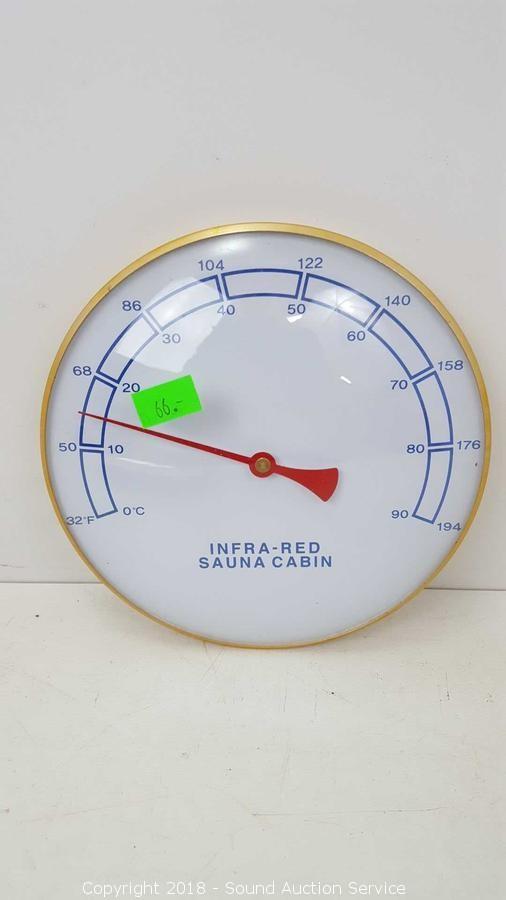 104 122
86 140
40 50
30 60
68 158
20 70
66.-
50 10 80 176
32°F 0°C 90 194
INFRA-RED
SAUNA CABIN
Copyright 2018 - Sound Auction Service